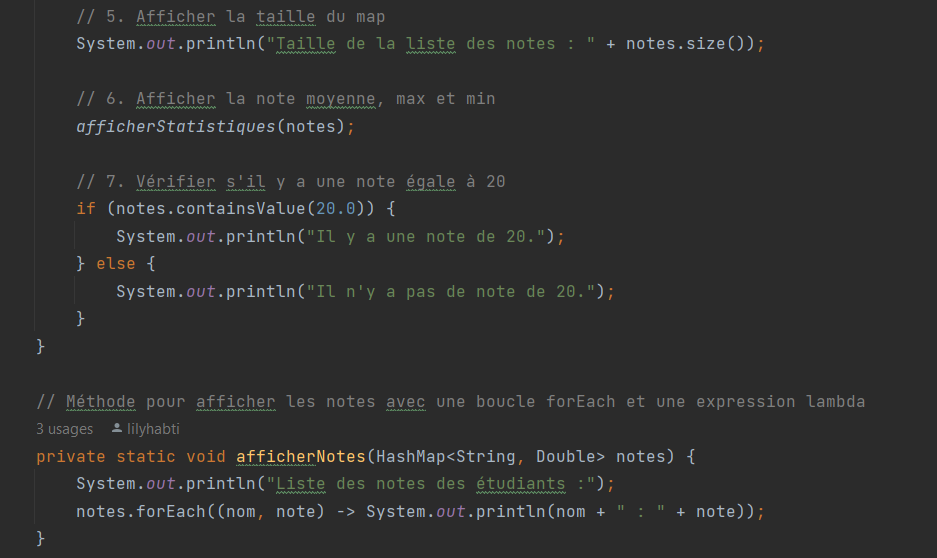 // 5. Afficher la taille du map
System.out.println("Taille de la liste des notes : " + notes.size());
// 6. Afficher la note moyenne, max et min
afficherStatistiques(notes);
// 7. Vérifier s'il y a une note égale à 20
if (notes.containsValue(20.0)) {
System.out.println("Il y a une note de 20.");
} else {
System.out.println("Il n'y a pas de note de 20.");
}
}
// Méthode pour afficher les notes avec une boucle forEach et une expression lambda
3 usages lilyhabti
private static void afficherNotes(HashMap<String, Double> notes) {
System.out.println("Liste des notes des étudiants :");
notes.forEach((nom, note) -> System.out.println(nom + " : " + note));
}